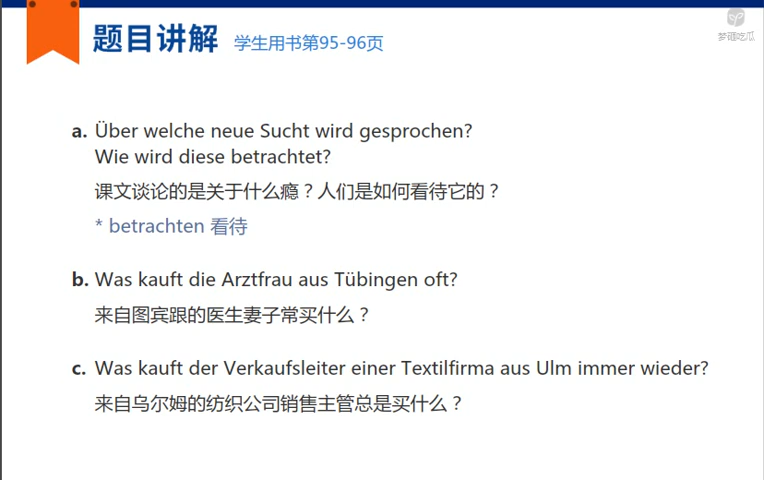 题目讲解 学生用书第95-96页
梦砸吃瓜
a. Über welche neue Sucht wird gesprochen?
Wie wird diese betrachtet?
课文谈论的是关于什么瘾？人们是如何看待它的？
* betrachten 看待
b. Was kauft die Arztfrau aus Tübingen oft?
来自图宾跟的医生妻子常买什么？
c. Was kauft der Verkaufsleiter einer Textilfirma aus Ulm immer wieder?
来自乌尔姆的纺织公司销售主管总是买什么？